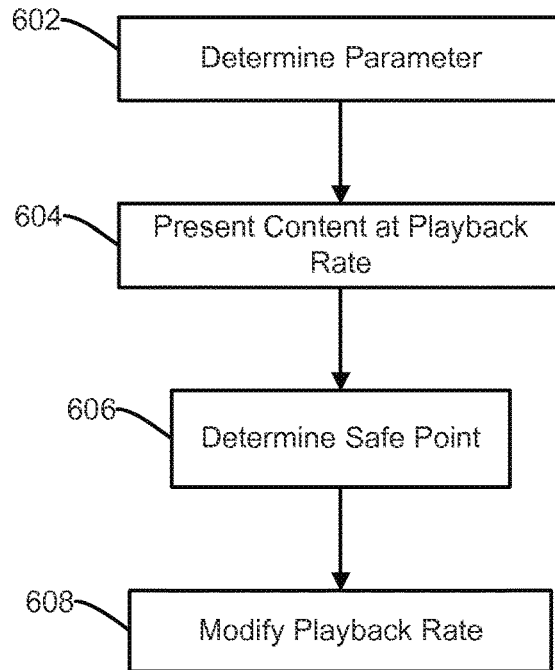 602
Determine Parameter
604
Present Content at Playback
Rate
606
Determine Safe Point
608
Modify Playback Rate